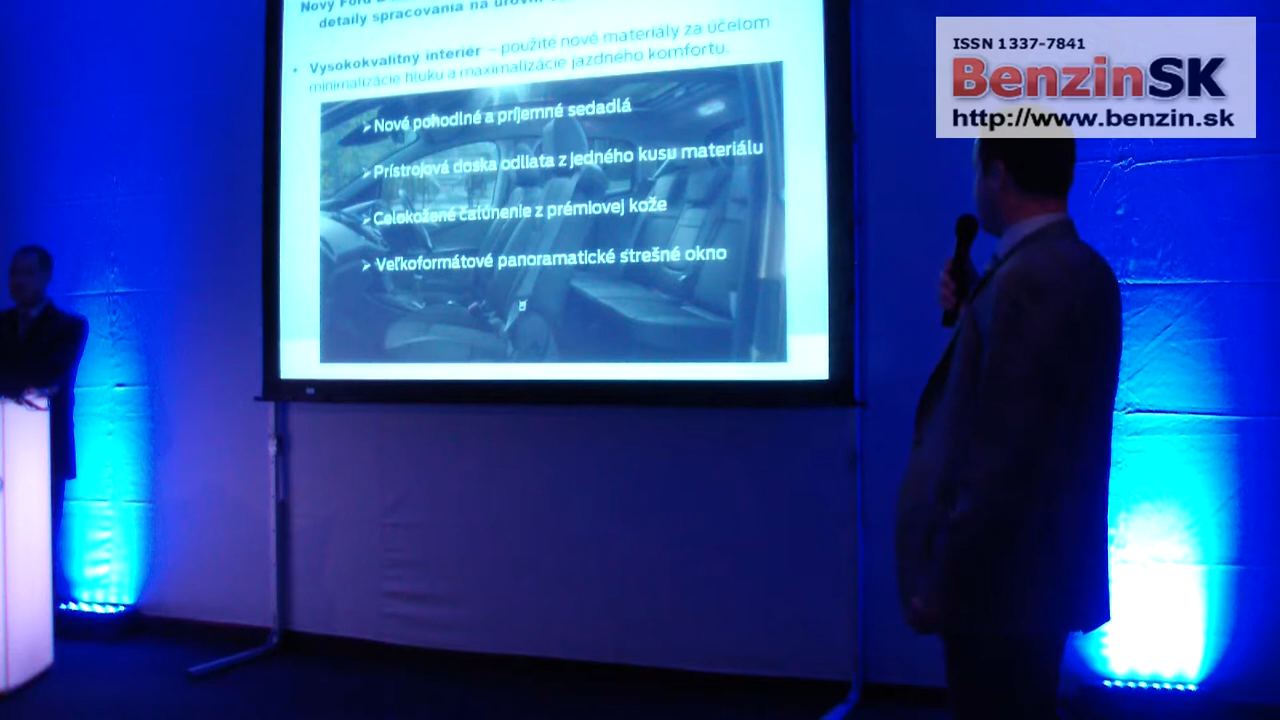 Nový Ford
detaily spracovania na úrovni
• Vysokokvalitný interiér – použité nové materiály za účelom
minimalizácie hluku a maximalizácie jazdného komfortu.
➢ Nové pohodlné a príjemné sedadlá
➢ Prístrojová doska odliata z jedného kusu materiálu
➢ Celokožené čalúnenie z prémiovej kože
➢ Veľkoformátové panoramatické strešné okno
ISSN 1337-7841
BenzinSK
http://www.benzin.sk